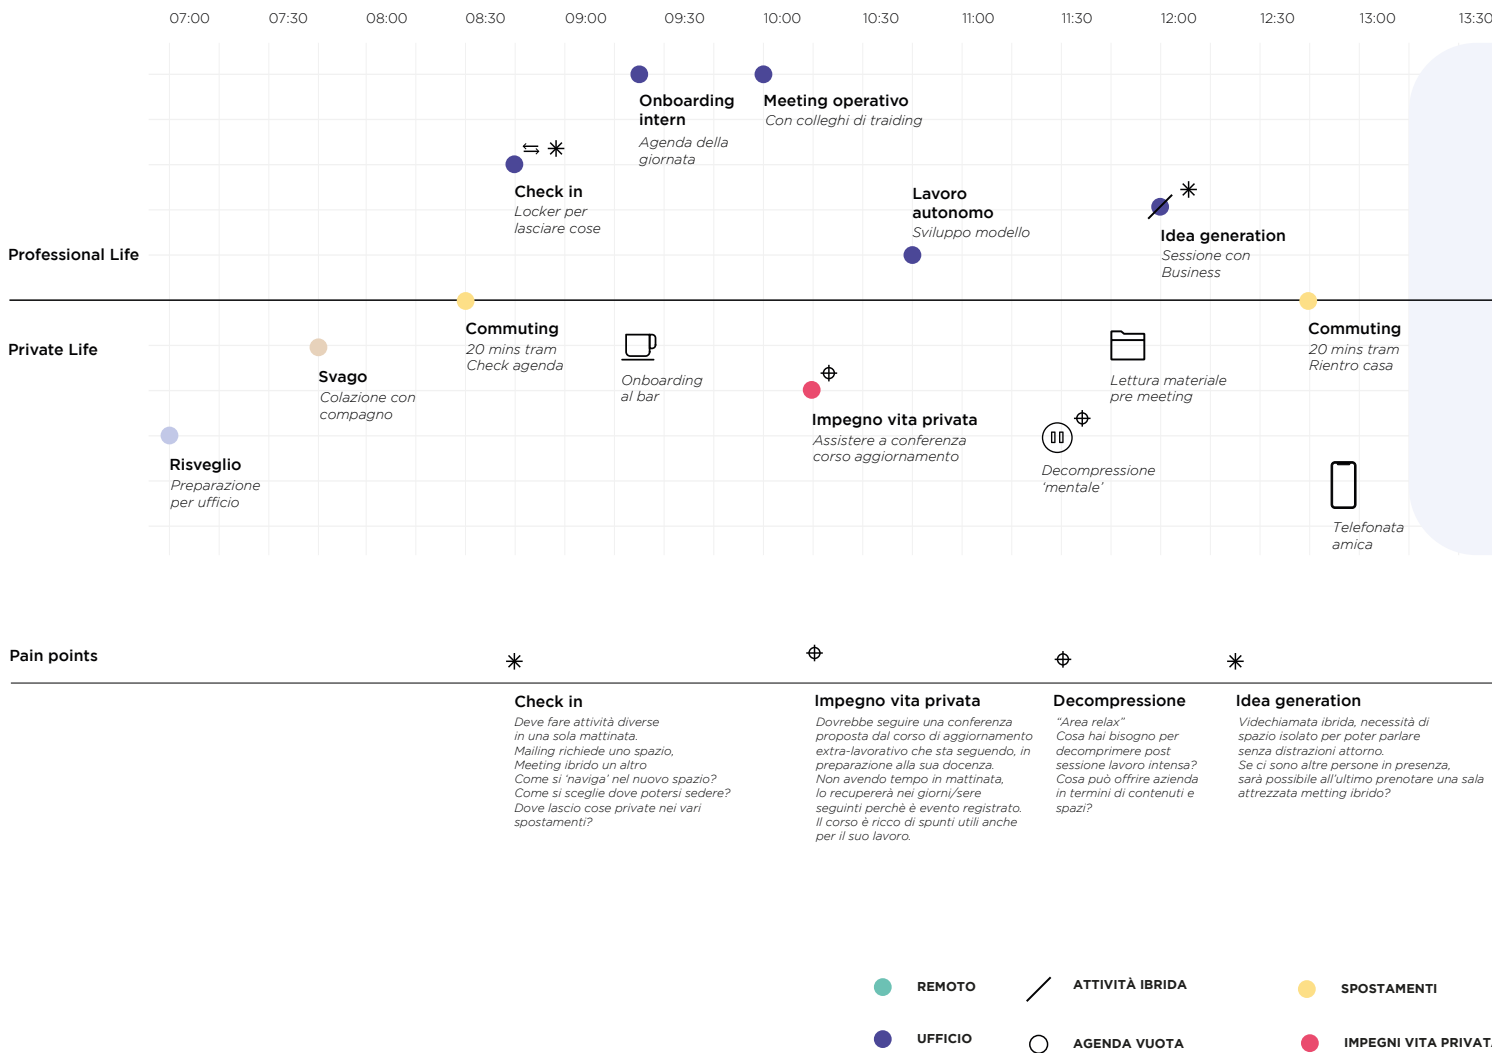 07:00 07:30 08:00 08:30 09:00 09:30 10:00 10:30 11:00 11:30 12:00 12:30 13:00 13:30
Onboarding
intern
Agenda della
giornata
Meeting operativo
Con colleghi di traiding
Check in
Locker per
lasciare cose
Lavoro
autonomo
Sviluppo modello
Idea generation
Sessione con
Business
Professional Life
Private Life
Commuting
20 mins tram
Check agenda
Commuting
20 mins tram
Rientro casa
Svago
Colazione con
compagno
Onboarding
al bar
Lettura materiale
pre meeting
Impegno vita privata
Assistere a conferenza
corso aggiornamento
Risveglio
Preparazione
per ufficio
Decompressione
‘mentale’
Telefonata
amica
Pain points
Check in
Deve fare attività diverse
in una sola mattinata.
Mailing richiede uno spazio,
Meeting ibrido un altro
Come si ‘naviga’ nel nuovo spazio?
Come si sceglie dove potersi sedere?
Dove lascio cose private nei vari
spostamenti?
Impegno vita privata
Dovrebbe seguire una conferenza
proposta dal corso di aggiornamento
extra-lavorativo che sta seguendo, in
preparazione alla sua docenza.
Non avendo tempo in mattinata,
lo recupererà nei giorni/sere
seguinti perchè è evento registrato.
Il corso è ricco di spunti utili anche
per il suo lavoro.
Decompressione
“Area relax”
Cosa hai bisogno per
decomprimere post
sessione lavoro intensa?
Cosa può offrire azienda
in termini di contenuti e
spazi?
Idea generation
Videchiamata ibrida, necessità di
spazio isolato per poter parlare
senza distrazioni attorno.
Se ci sono altre persone in presenza,
sarà possibile all’ultimo prenotare una sala
attrezzata metting ibrido?
REMOTO
ATTIVITÀ IBRIDA
SPOSTAMENTI
UFFICIO
AGENDA VUOTA
IMPEGNI VITA PRIVAT